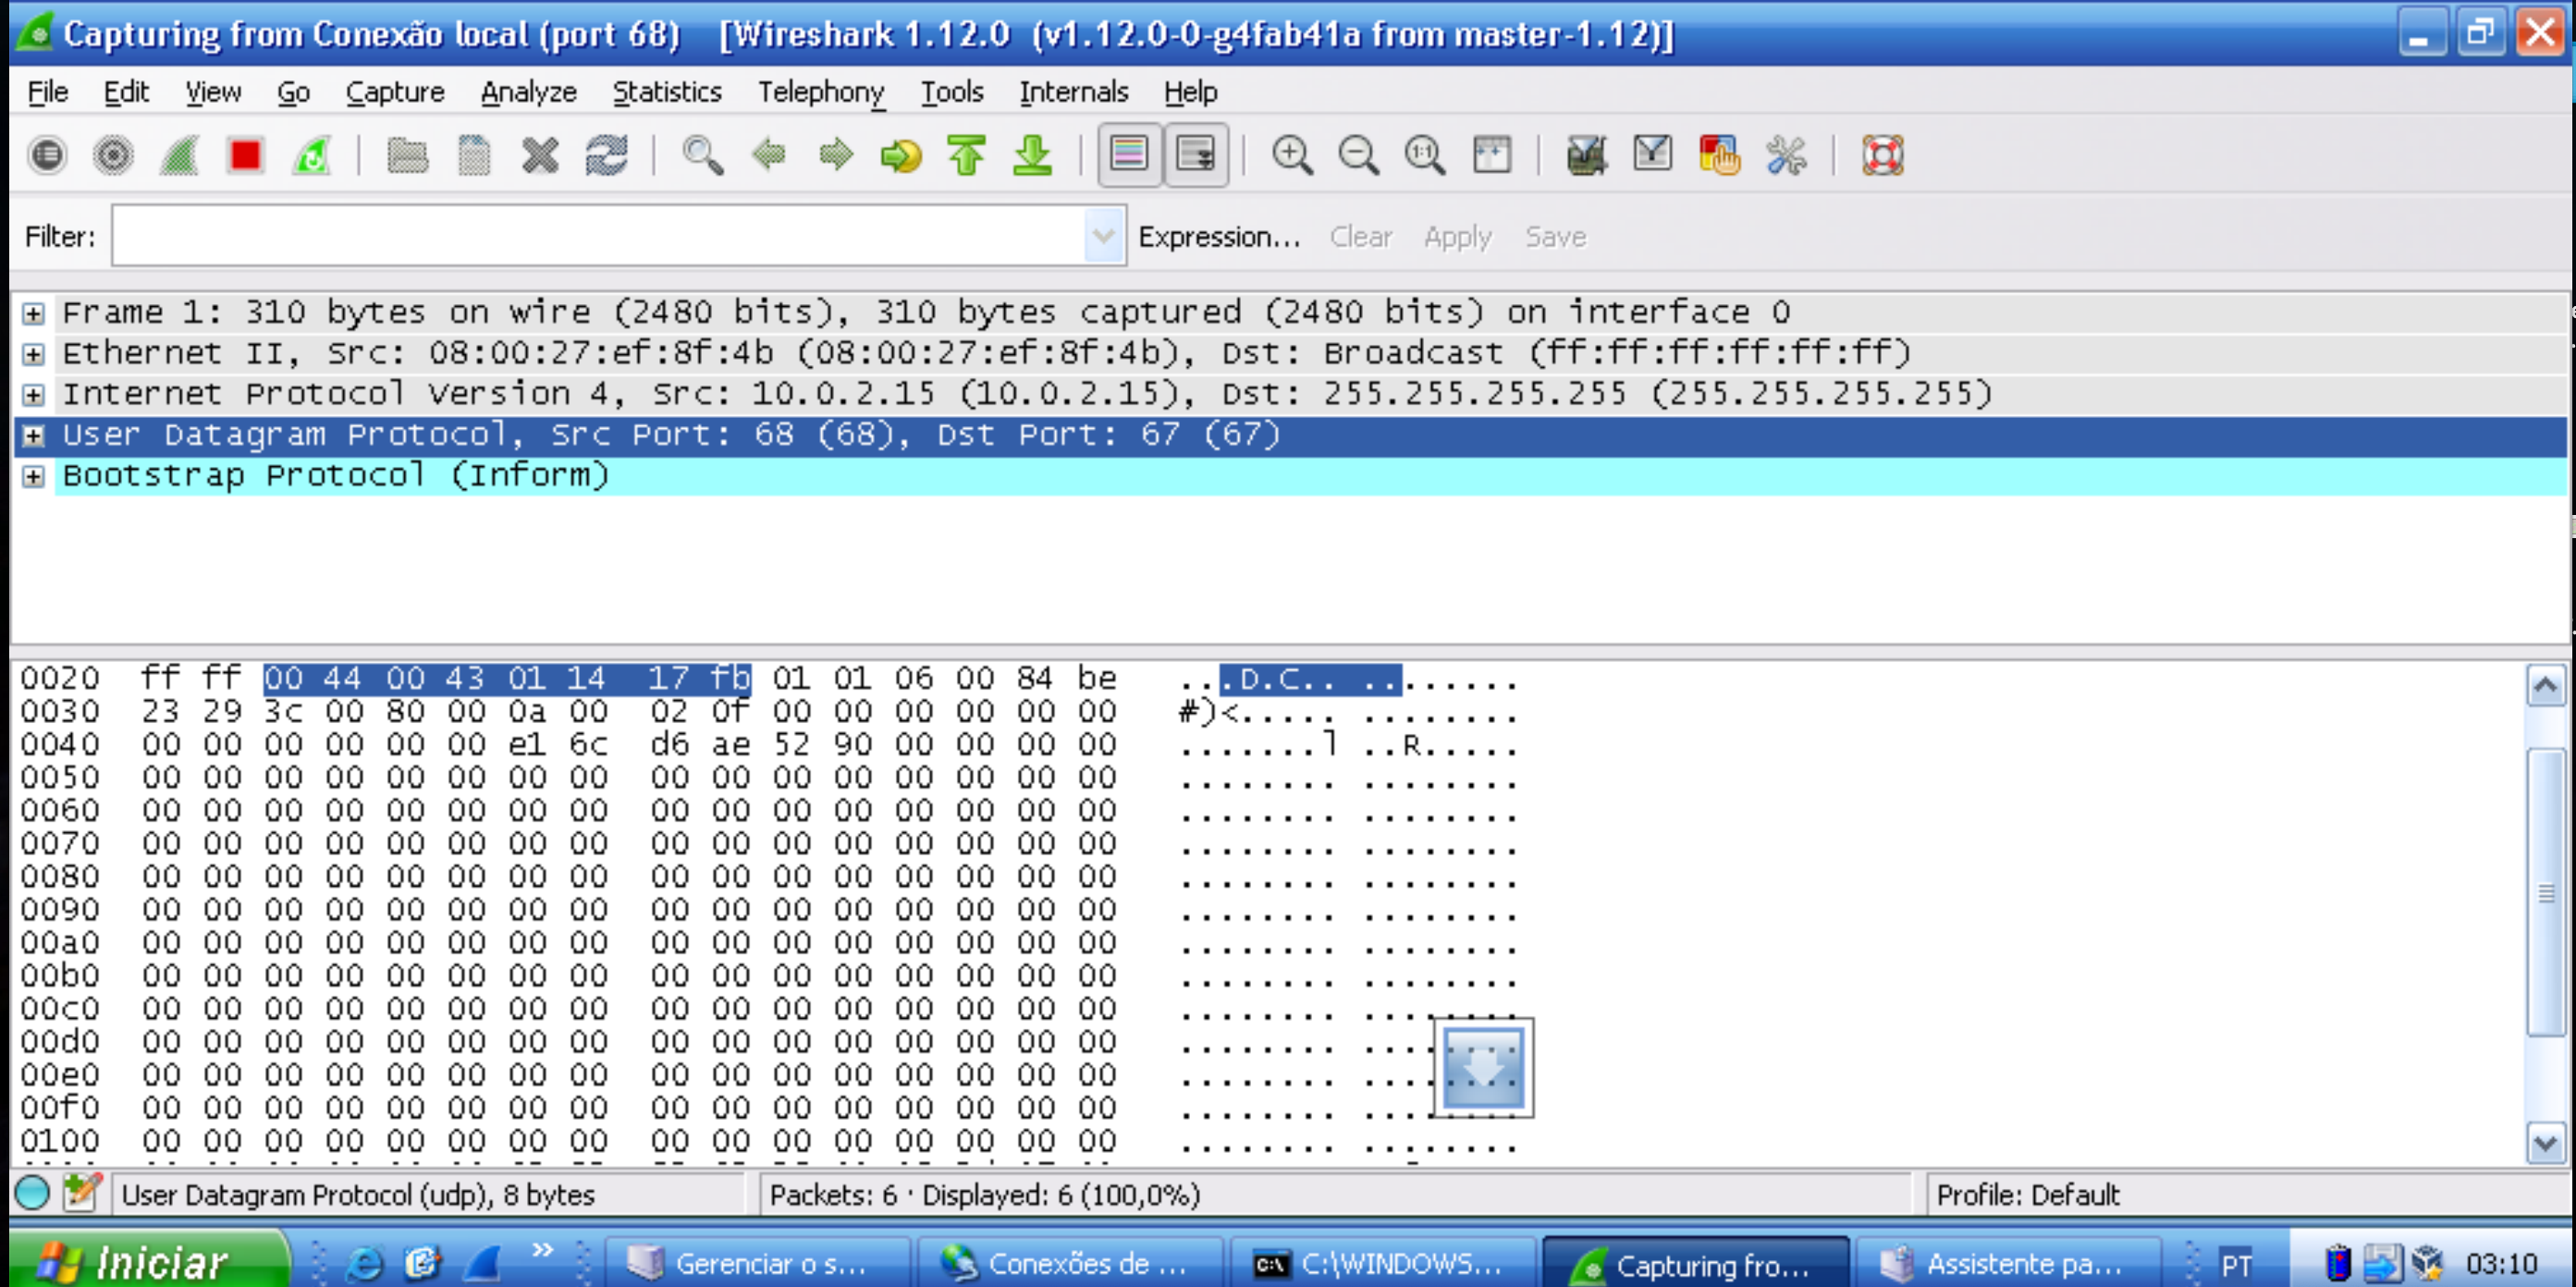 Capturing from Conexão local (port 68) [Wireshark 1.12.0 (v1.12.0-0-g4fab41a from master-1.12)]
File Edit View Go Capture Analyze Statistics Telephony Tools Internals Help
Filter: Expression... Clear Apply Save
Frame 1: 310 bytes on wire (2480 bits), 310 bytes captured (2480 bits) on interface 0
Ethernet II, Src: 08:00:27:ef:8f:4b (08:00:27:ef:8f:4b), Dst: Broadcast (ff:ff:ff:ff:ff:ff)
Internet Protocol Version 4, Src: 10.0.2.15 (10.0.2.15), Dst: 255.255.255.255 (255.255.255.255)
User Datagram Protocol, Src Port: 68 (68), Dst Port: 67 (67)
Bootstrap Protocol (Inform)
0020 ff ff 00 44 00 43 01 14 17 fb 01 01 06 00 84 be ...D.C.. ........
0030 23 29 3c 00 80 00 0a 00 02 0f 00 00 00 00 00 00 #)<..... ........
0040 00 00 00 00 00 00 e1 6c d6 ae 52 90 00 00 00 00 .......l ..R.....
0050 00 00 00 00 00 00 00 00 00 00 00 00 00 00 00 00 ........ ........
0060 00 00 00 00 00 00 00 00 00 00 00 00 00 00 00 00 ........ ........
0070 00 00 00 00 00 00 00 00 00 00 00 00 00 00 00 00 ........ ........
0080 00 00 00 00 00 00 00 00 00 00 00 00 00 00 00 00 ........ ........
0090 00 00 00 00 00 00 00 00 00 00 00 00 00 00 00 00 ........ ........
00a0 00 00 00 00 00 00 00 00 00 00 00 00 00 00 00 00 ........ ........
00b0 00 00 00 00 00 00 00 00 00 00 00 00 00 00 00 00 ........ ........
00c0 00 00 00 00 00 00 00 00 00 00 00 00 00 00 00 00 ........ ........
00d0 00 00 00 00 00 00 00 00 00 00 00 00 00 00 00 00 ........ ........
00e0 00 00 00 00 00 00 00 00 00 00 00 00 00 00 00 00 ........ ........
00f0 00 00 00 00 00 00 00 00 00 00 00 00 00 00 00 00 ........ ........
0100 00 00 00 00 00 00 00 00 00 00 00 00 00 00 00 00 ........ ........
User Datagram Protocol (udp), 8 bytes Packets: 6 · Displayed: 6 (100,0%) Profile: Default
Iniciar » Gerenciar o s... Conexões de ... C:\WINDOWS... Capturing fro... Assistente pa... PT 03:10